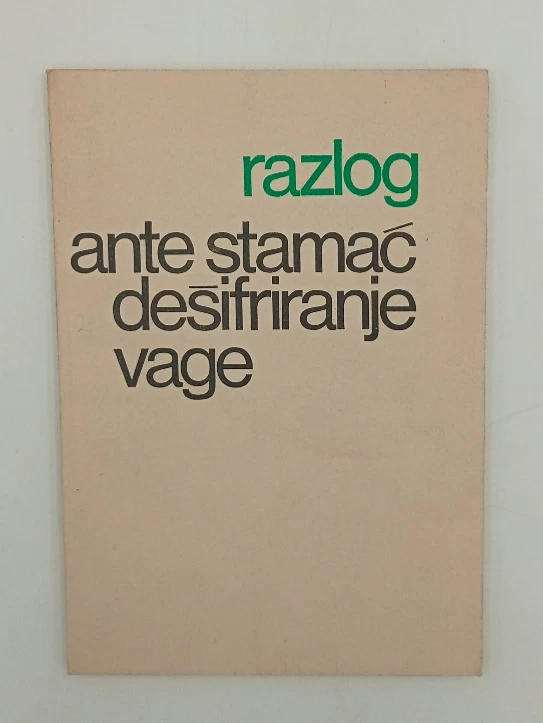 razlog
ante stamać
dešifriranje
vage